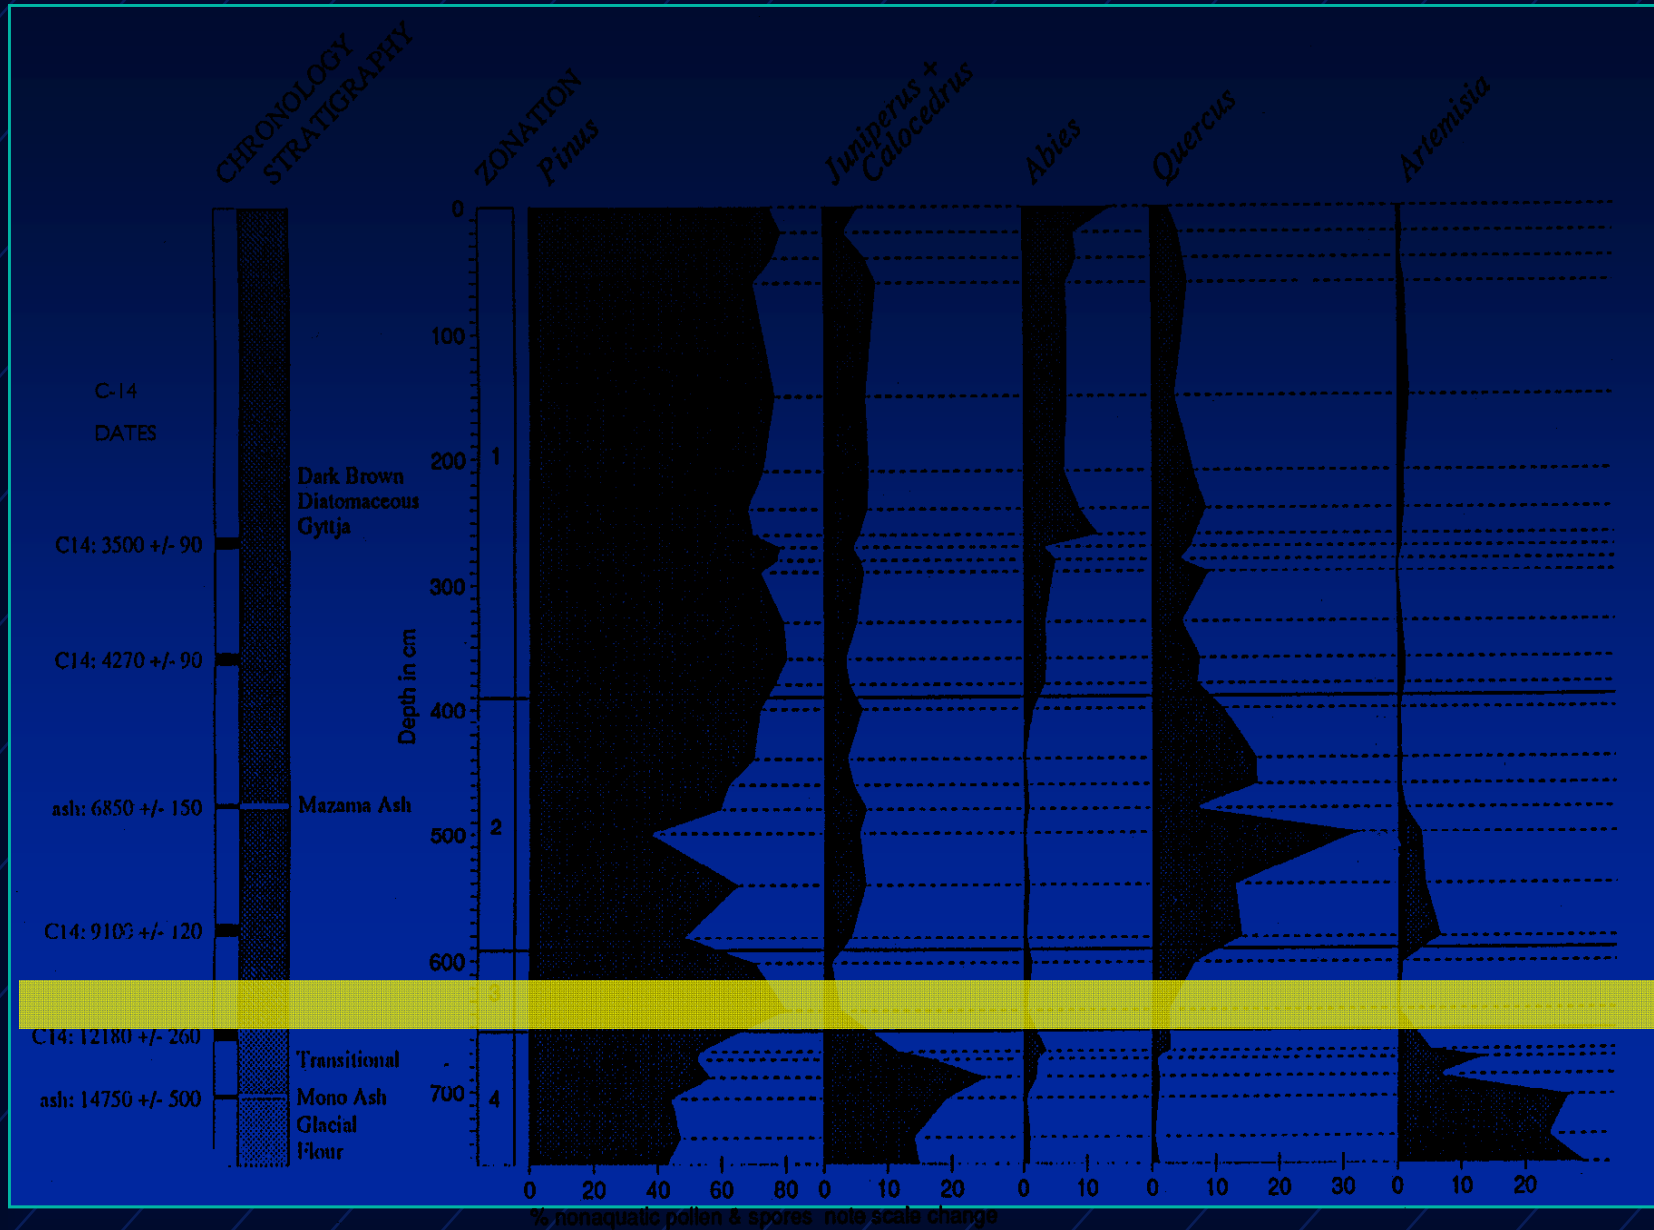 CHRONOLOGY
STRATIGRAPHY
ZONATION
Pinus
Juniperus +
Calocedrus
Abies
Quercus
Artemisia
0
100
C-14
DATES
200
1
Dark Brown
Diatomaceous
Gyttja
C14: 3500 +/- 90
300
C14: 4270 +/- 90
Depth in cm
400
ash: 6850 +/- 150
Mazama Ash
500
2
C14: 9100 +/- 120
600
3
C14: 12180 +/- 260
Transitional
700
4
ash: 14750 +/- 500
Mono Ash
Glacial
Flour
0 20 40 60 80 0 10 20 0 10 0 10 20 30 0 10 20
% nonaquatic pollen & spores note scale change